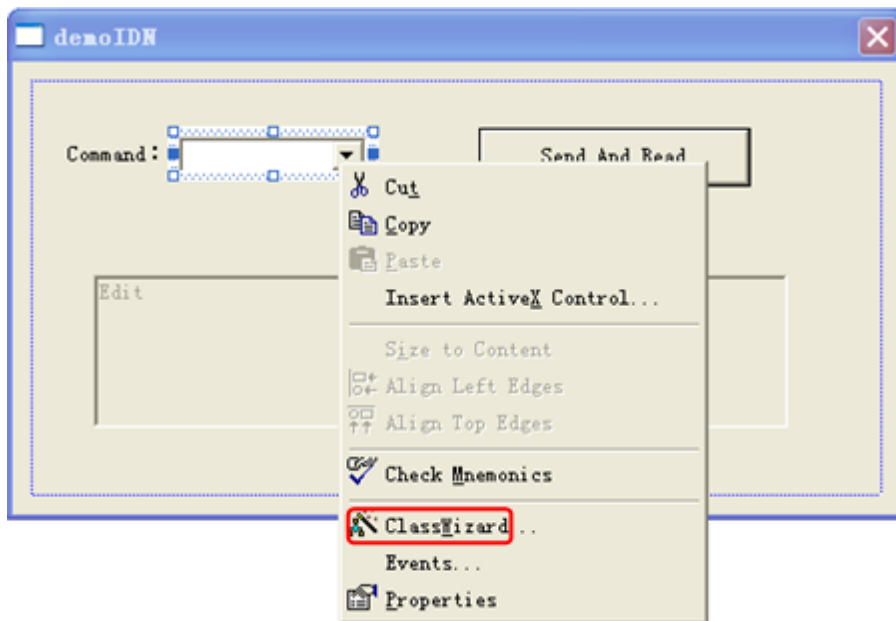 demoIDN
Command:
Send And Read
Edit
Cut
Copy
Paste
Insert ActiveX Control...
Size to Content
Align Left Edges
Align Top Edges
Check Mnemonics
ClassWizard...
Events...
Properties